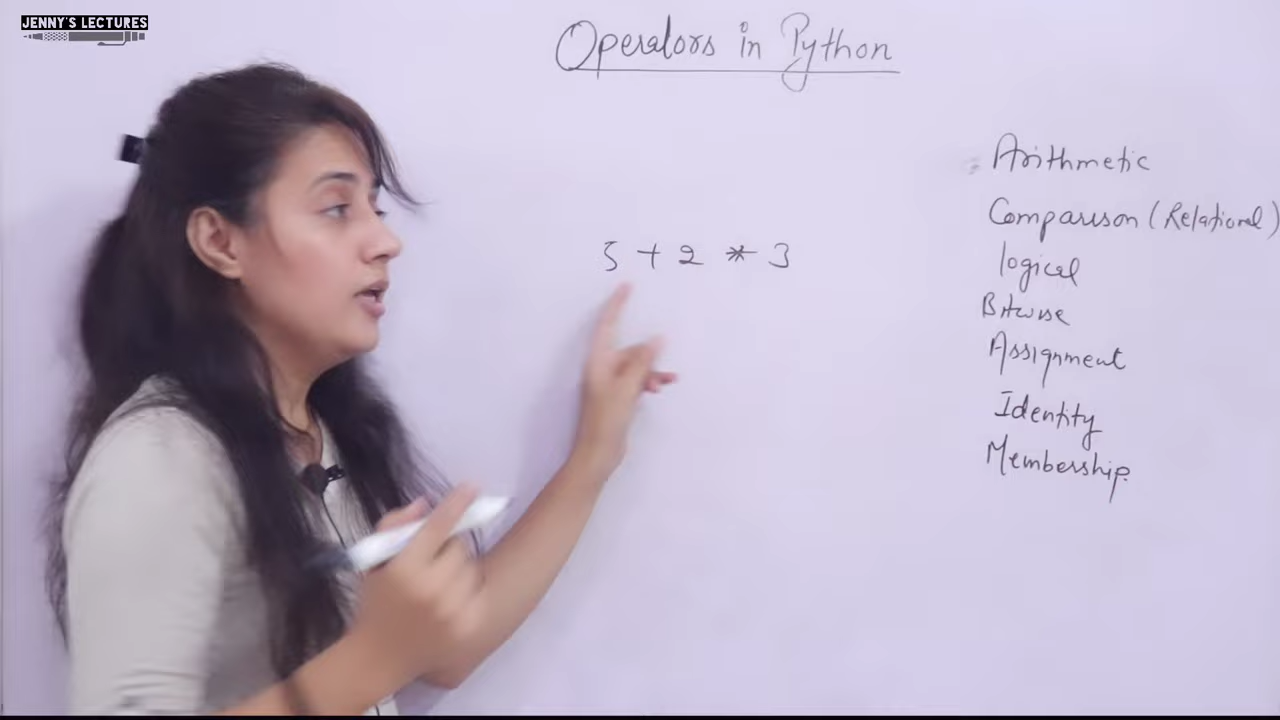 JENNY'S LECTURES
Operators in Python
5 + 2 * 3
Arithmetic
Comparison (Relational)
logical
Bitwise
Assignment
Identity
Membership.